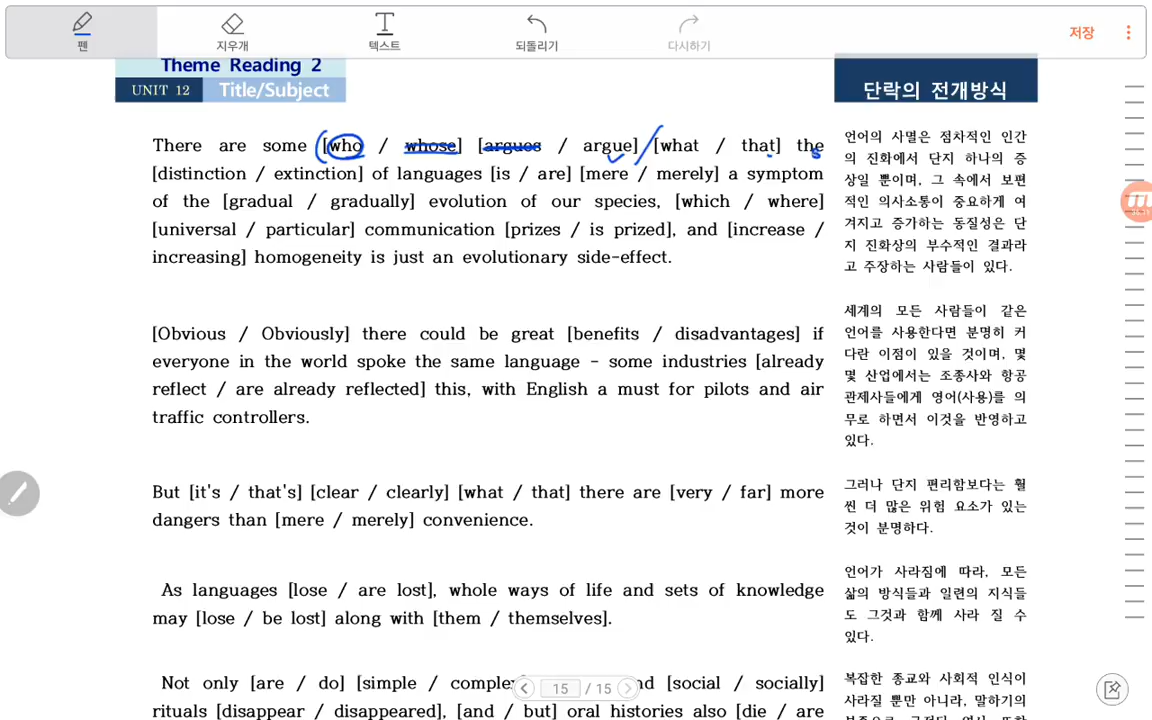 펜 지우개 텍스트 되돌리기 다시하기 저장
Theme Reading 2
UNIT 12 Title/Subject
단락의 전개방식
There are some [who / whose] [argues / argue] [what / that] the
[distinction / extinction] of languages [is / are] [mere / merely] a symptom
of the [gradual / gradually] evolution of our species, [which / where]
[universal / particular] communication [prizes / is prized], and [increase /
increasing] homogeneity is just an evolutionary side-effect.
[Obvious / Obviously] there could be great [benefits / disadvantages] if
everyone in the world spoke the same language - some industries [already
reflect / are already reflected] this, with English a must for pilots and air
traffic controllers.
But [it's / that's] [clear / clearly] [what / that] there are [very / far] more
dangers than [mere / merely] convenience.
As languages [lose / are lost], whole ways of life and sets of knowledge
may [lose / be lost] along with [them / themselves].
Not only [are / do] [simple / comple nd [social / socially]
rituals [disappear / disappeared], [and / but] oral histories also [die / are
언어의 사멸은 점차적인 인간
의 진화에서 단지 하나의 증
상일 뿐이며, 그 속에서 보편
적인 의사소통이 중요하게 여
겨지고 증가하는 동질성은 단
지 진화상의 부수적인 결과라
고 주장하는 사람들이 있다.
세계의 모든 사람들이 같은
언어를 사용한다면 분명히 커
다란 이점이 있을 것이며, 몇
몇 산업에서는 조종사와 항공
관제사들에게 영어(사용)를 의
무로 하면서 이것을 반영하고
있다.
그러나 단지 편리함보다는 훨
씬 더 많은 위험 요소가 있는
것이 분명하다.
언어가 사라짐에 따라, 모든
삶의 방식들과 일련의 지식들
도 그것과 함께 사라 질 수
있다.
복잡한 종교와 사회적 인식이
사라질 뿐만 아니라, 말하기의
15 / 15